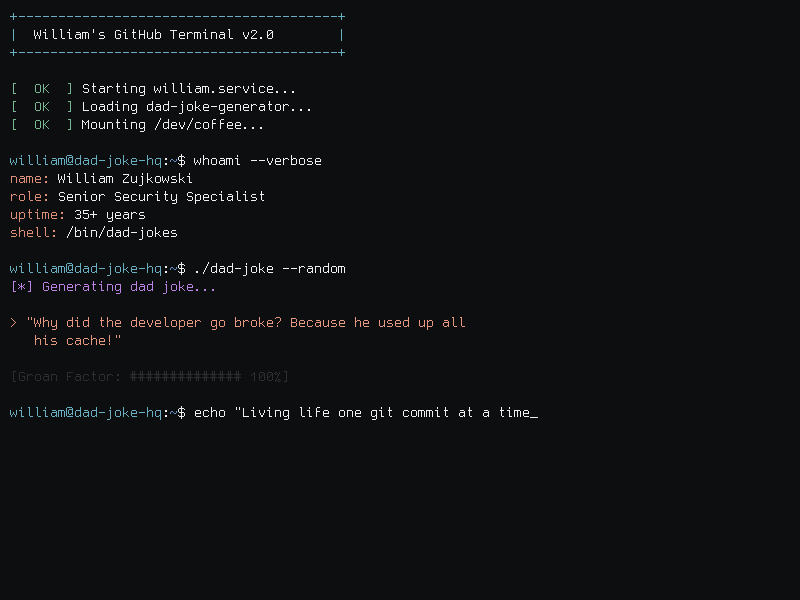 +----------------------------------------+
|  William's GitHub Terminal v2.0        |
+----------------------------------------+
[  OK  ] Starting william.service...
[  OK  ] Loading dad-joke-generator...
[  OK  ] Mounting /dev/coffee...
william@dad-joke-hq:~$ whoami --verbose
name: William Zujkowski
role: Senior Security Specialist
uptime: 35+ years
shell: /bin/dad-jokes
william@dad-joke-hq:~$ ./dad-joke --random
[*] Generating dad joke...
> "Why did the developer go broke? Because he used up all
   his cache!"
[Groan Factor: ############## 100%]
william@dad-joke-hq:~$ echo "Living life one git commit at a time_